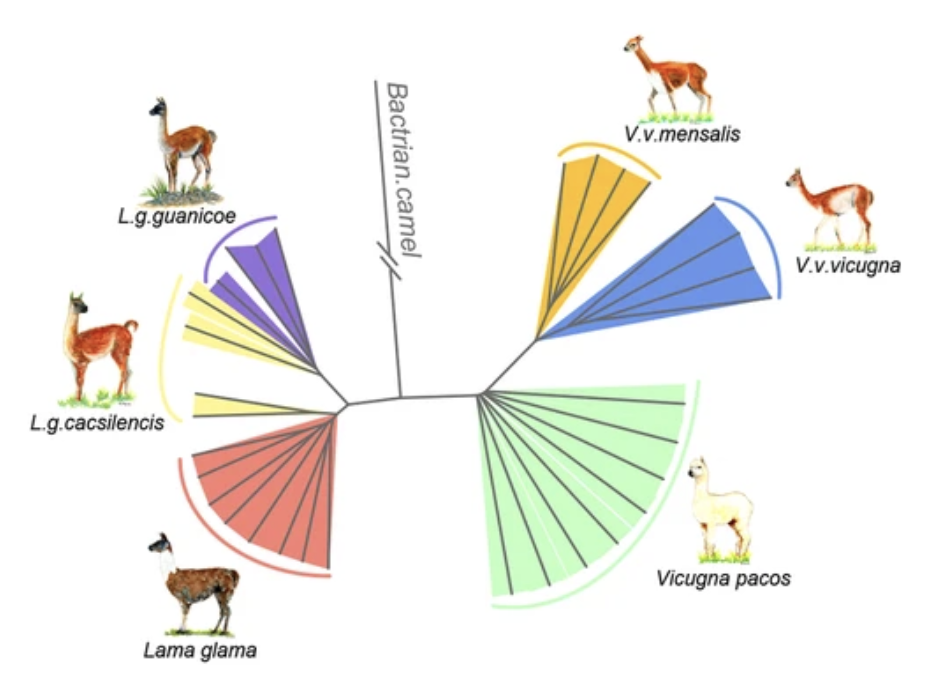 V.v.mensalis
Bactrian.camel
L.g.guanicoe
V.v.vicugna
L.g.cacsilencis
Vicugna pacos
Lama glama